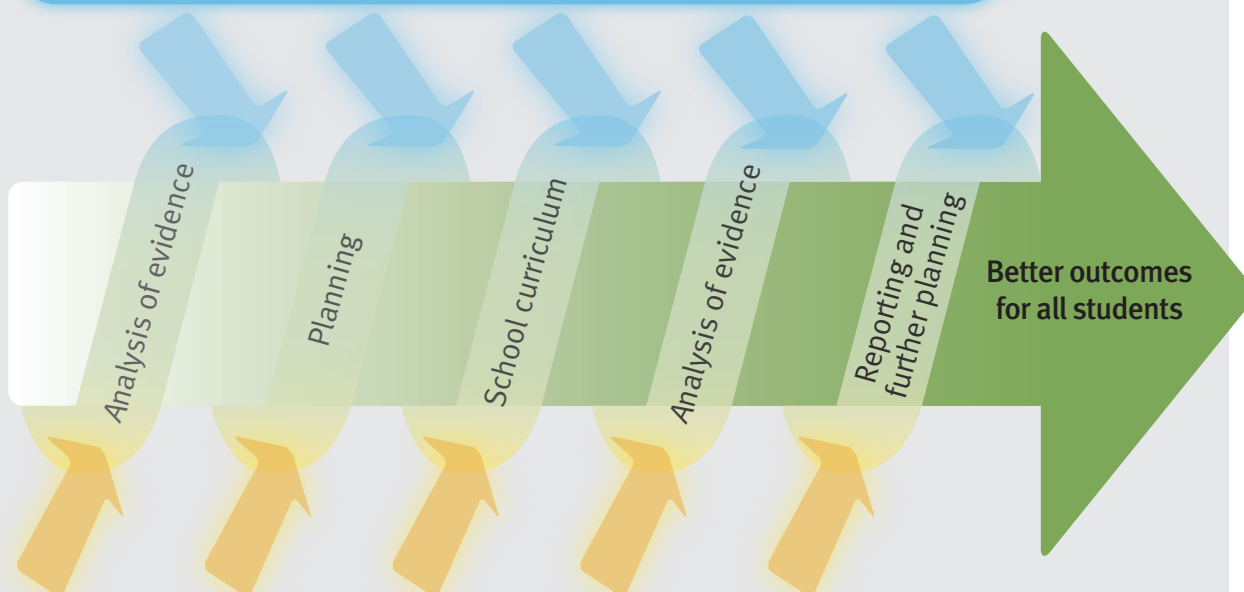 Analysis of evidence
Planning
School curriculum
Analysis of evidence
Reporting and
further planning
Better outcomes
for all students